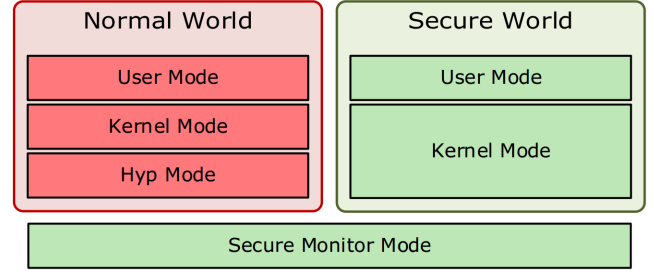 Normal World
User Mode
Kernel Mode
Hyp Mode
Secure World
User Mode
Kernel Mode
Secure Monitor Mode